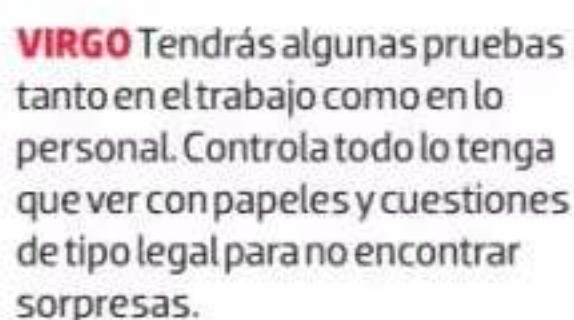 VIRGO Tendrás algunas pruebas
tanto en el trabajo como en lo
personal. Controla todo lo tenga
que ver con papeles y cuestiones
de tipo legal para no encontrar
sorpresas.